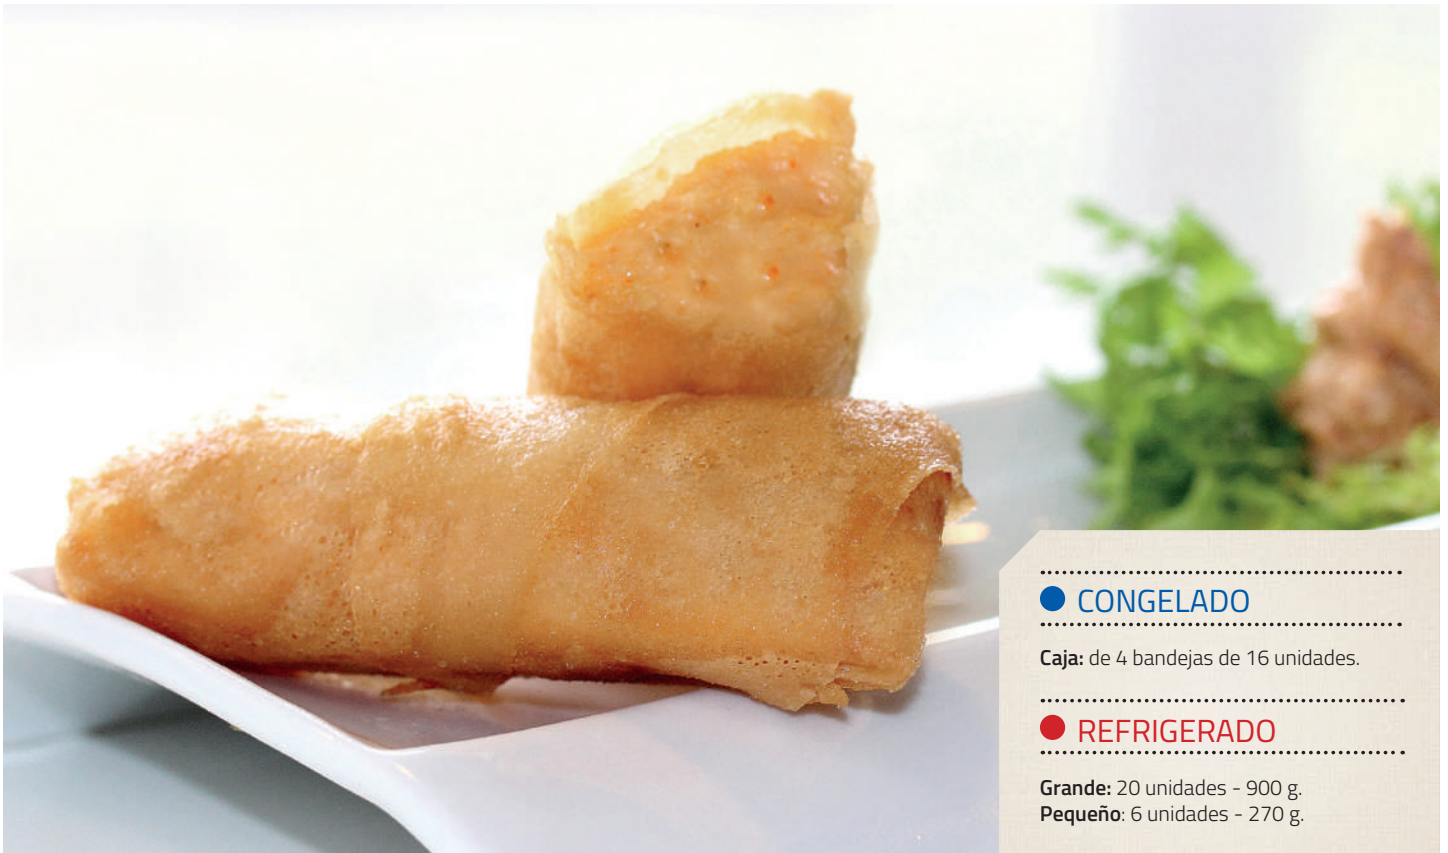 CONGELADO
Caja: de 4 bandejas de 16 unidades.
REFRIGERADO
Grande: 20 unidades - 900 g.
Pequeño: 6 unidades - 270 g.